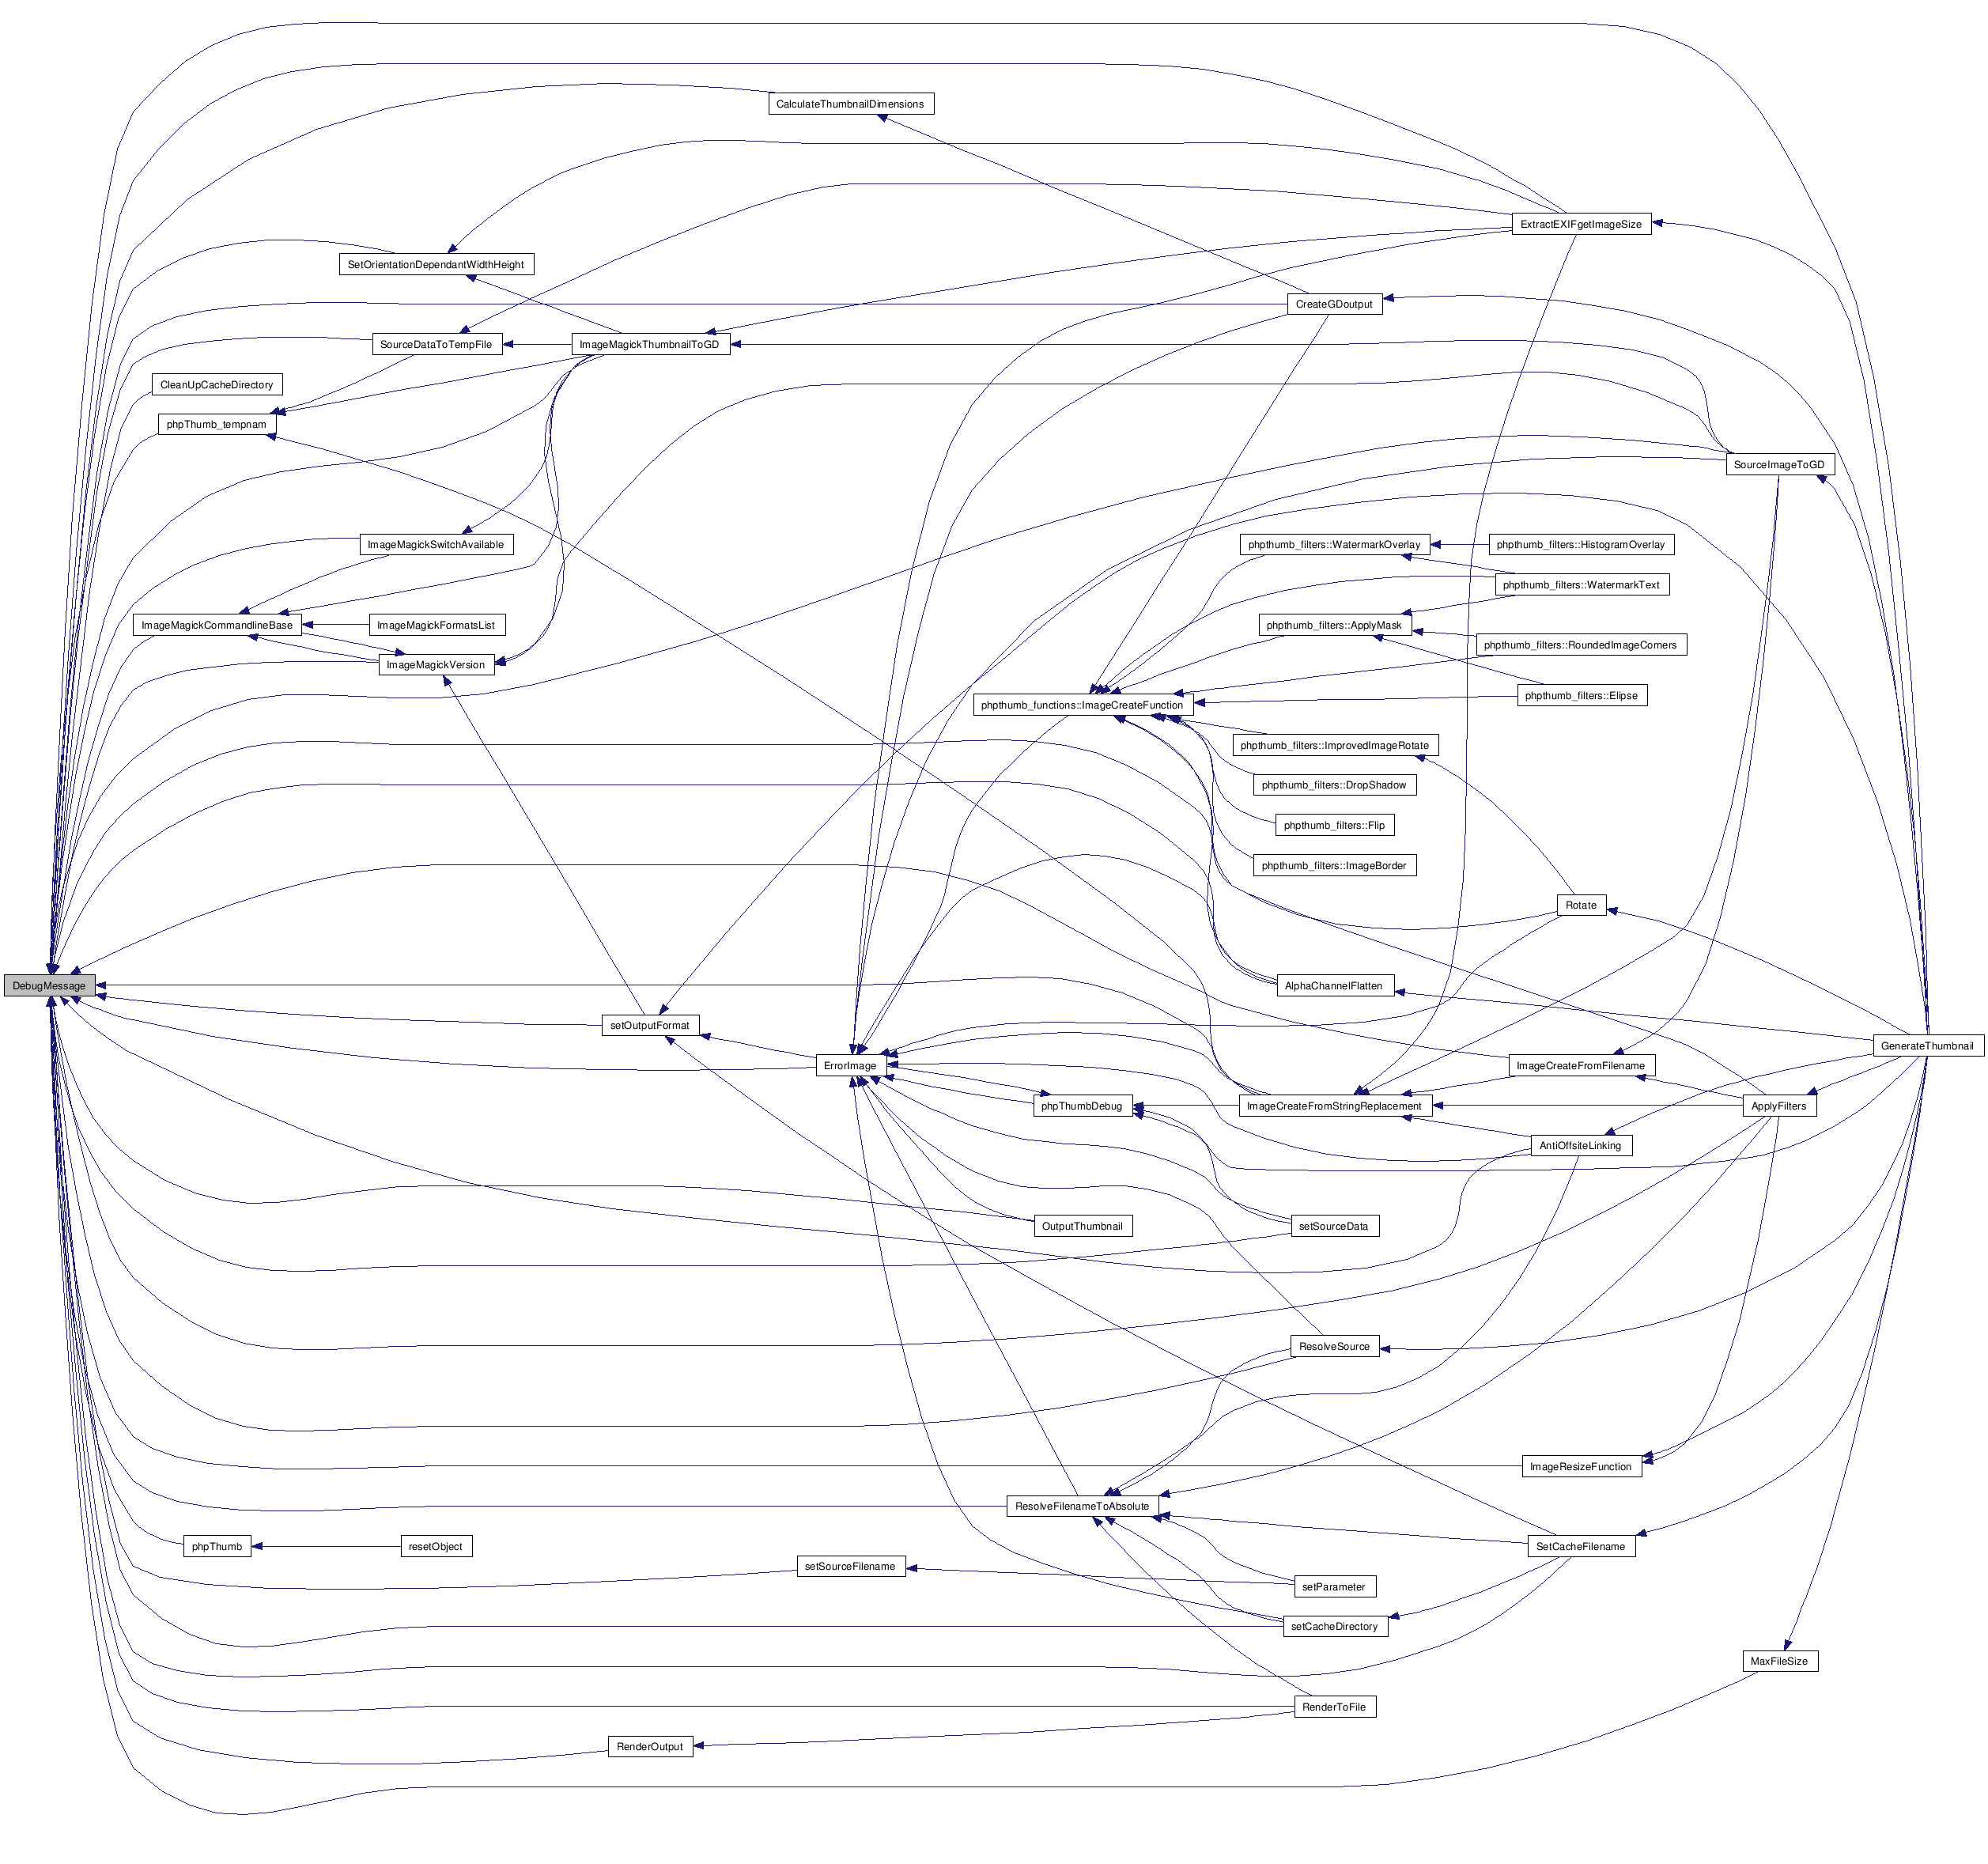 CalculateThumbnailDimensions
ExtractEXIFgetImageSize
SetOrientationDependantWidthHeight
CreateGDoutput
SourceDataToTempFile
ImageMagickThumbnailToGD
CleanUpCacheDirectory
phpThumb_tempnam
SourceImageToGD
ImageMagickSwitchAvailable
phpthumb_filters::WatermarkOverlay
phpthumb_filters::HistogramOverlay
phpthumb_filters::WatermarkText
ImageMagickCommandlineBase
ImageMagickFormatsList
phpthumb_filters::ApplyMask
phpthumb_filters::RoundedImageCorners
ImageMagickVersion
phpthumb_filters::Elipse
phpthumb_functions::ImageCreateFunction
phpthumb_filters::ImprovedImageRotate
phpthumb_filters::DropShadow
phpthumb_filters::Flip
phpthumb_filters::ImageBorder
Rotate
DebugMessage
AlphaChannelFlatten
setOutputFormat
GenerateThumbnail
ErrorImage
ImageCreateFromFilename
phpThumbDebug
ImageCreateFromStringReplacement
ApplyFilters
AntiOffsiteLinking
OutputThumbnail
setSourceData
ResolveSource
ImageResizeFunction
ResolveFilenameToAbsolute
phpThumb
resetObject
SetCacheFilename
setSourceFilename
setParameter
setCacheDirectory
MaxFileSize
RenderToFile
RenderOutput